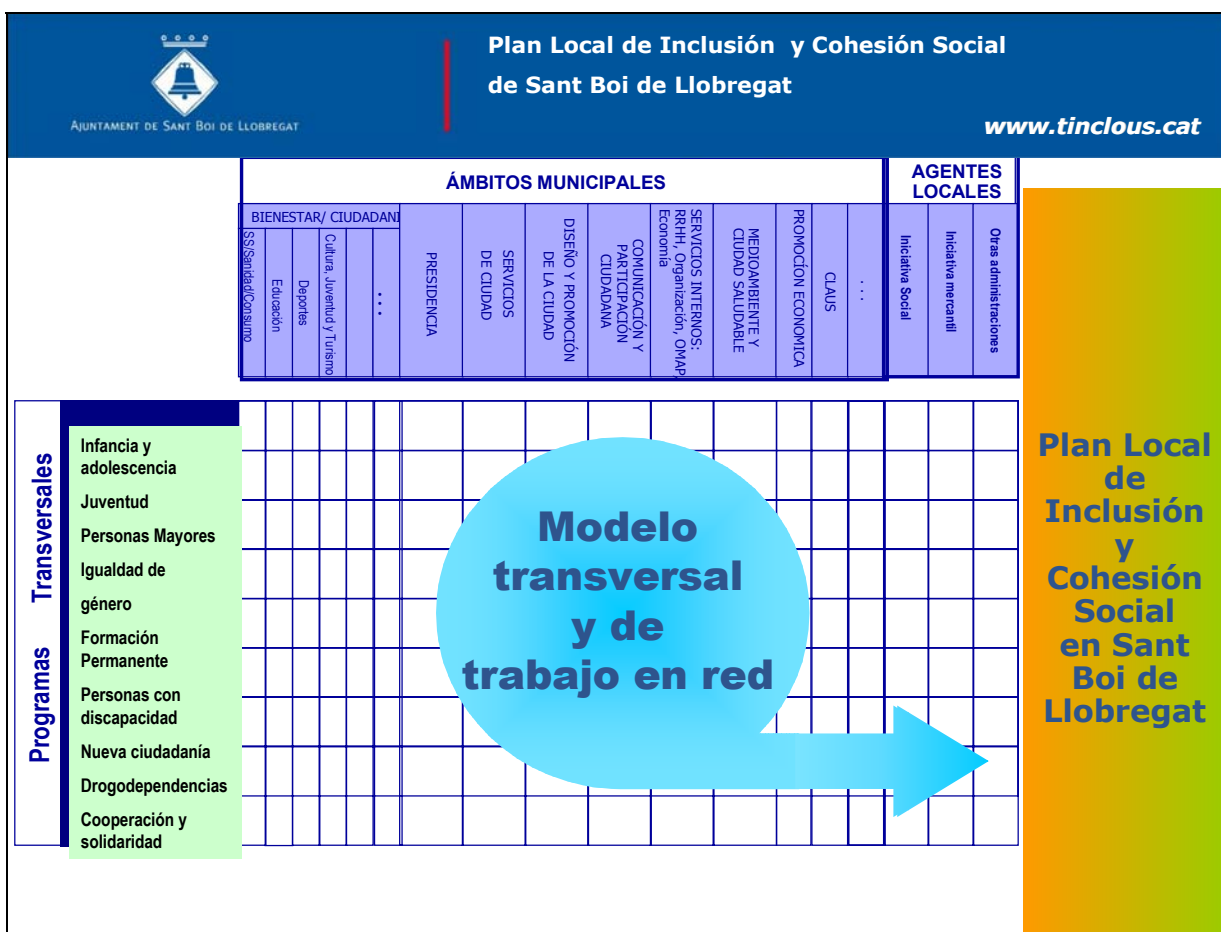 Plan Local de Inclusión y Cohesión Social
de Sant Boi de Llobregat
AJUNTAMENT DE SANT BOI DE LLOBREGAT
www.tinclous.cat
ÁMBITOS MUNICIPALES
AGENTES
LOCALES
BIENESTAR/ CIUDADANI
SS/Sanidad/Consumo
Educación
Deportes
Cultura, Juventud y Turismo
...
PRESIDENCIA
SERVICIOS
DE CIUDAD
DISEÑO Y PROMOCIÓN
DE LA CIUDAD
COMUNICACIÓN Y
PARTICIPACIÓN
CIUDADANA
SERVICIOS INTERNOS:
RRHH, Organización, OMAP,
Economía
MEDIOAMBIENTE Y
CIUDAD SALUDABLE
PROMOCÍON ECONOMICA
CLAUS
...
Iniciativa Social
Iniciativa mercantil
Otras administraciones
Programas Transversales
Infancia y
adolescencia
Juventud
Personas Mayores
Igualdad de
género
Formación
Permanente
Personas con
discapacidad
Nueva ciudadanía
Drogodependencias
Cooperación y
solidaridad
Modelo
transversal
y de
trabajo en red
Plan Local
de
Inclusión
y
Cohesión
Social
en Sant
Boi de
Llobregat